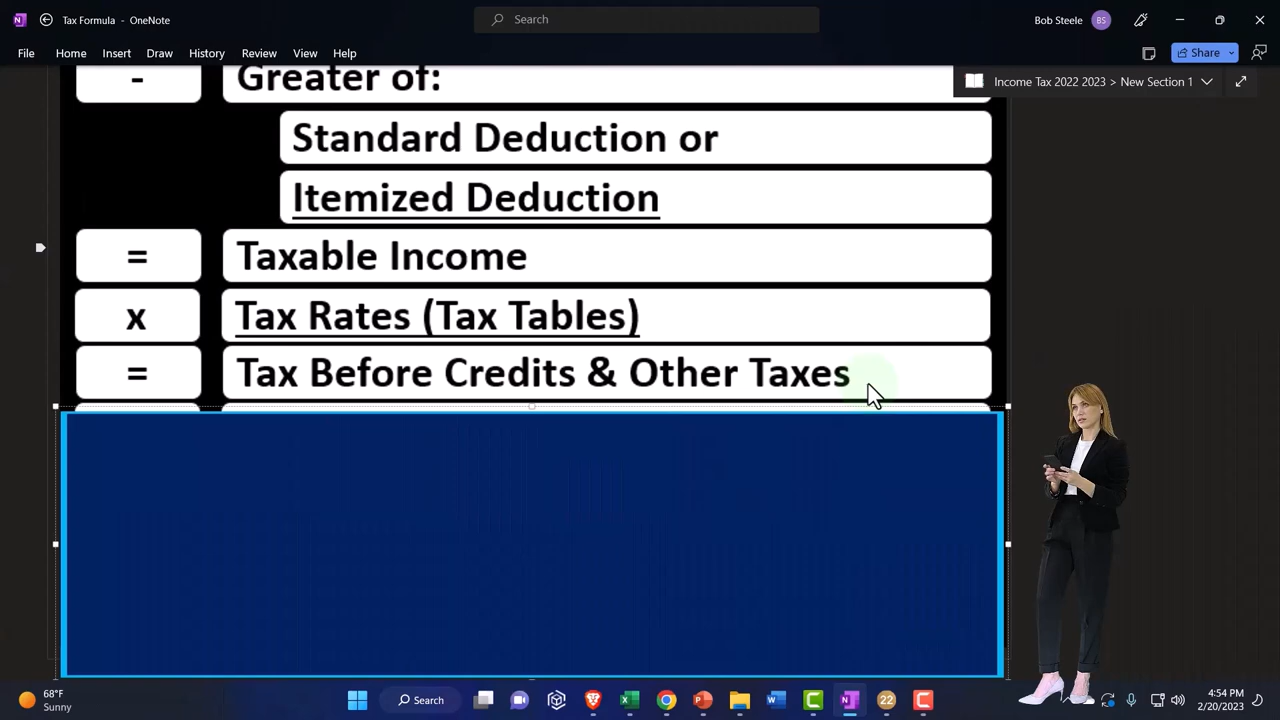 Tax Formula - OneNote
Search
Bob Steele
BS
File
Home
Insert
Draw
History
Review
View
Help
Share
Income Tax 2022 2023 > New Section 1
- Greater of:
Standard Deduction or
Itemized Deduction
= Taxable Income
x Tax Rates (Tax Tables)
= Tax Before Credits & Other Taxes
68°F
Sunny
Search
22
4:54 PM
2/20/2023